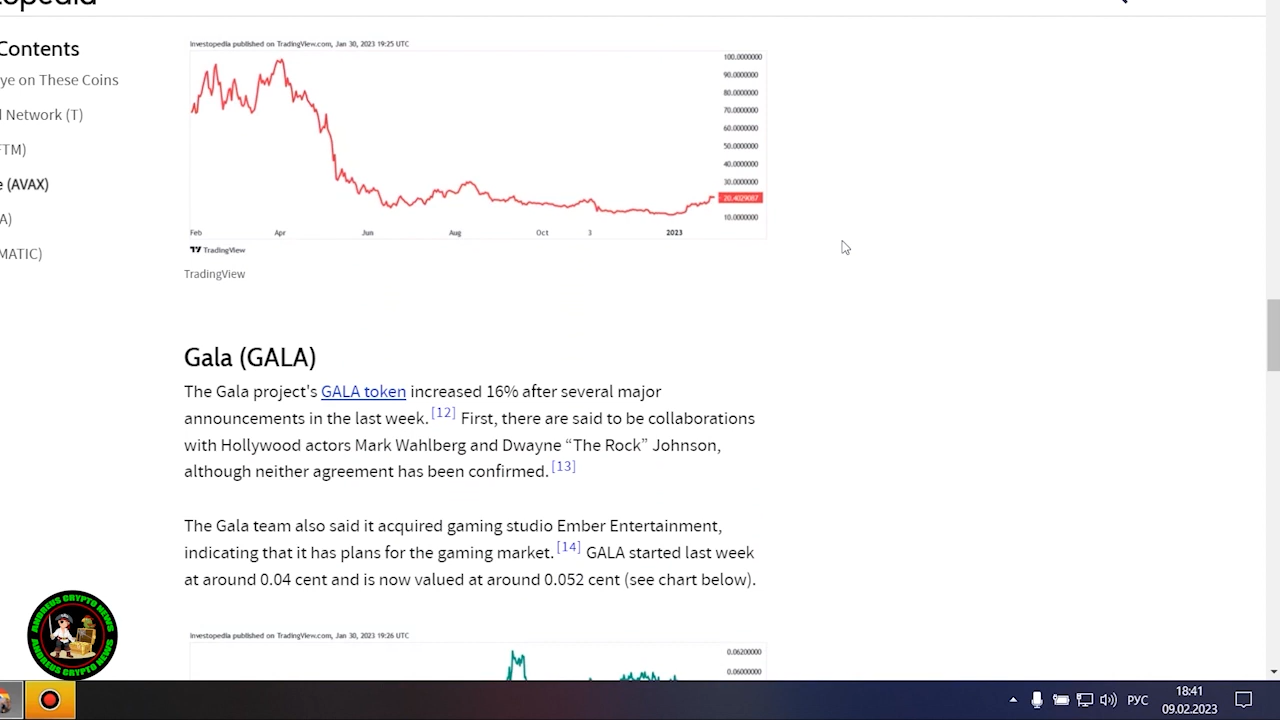 Contents
ye on These Coins
l Network (T)
FTM)
e (AVAX)
A)
MATIC)
Investopedia published on TradingView.com, Jan 30, 2023 19:25 UTC
100.0000000
90.0000000
80.0000000
70.0000000
60.0000000
50.0000000
40.0000000
30.0000000
20.4029087
10.0000000
Feb Apr Jun Aug Oct 3 2023
TradingView
TradingView
Gala (GALA)
The Gala project's GALA token increased 16% after several major
announcements in the last week. [12] First, there are said to be collaborations
with Hollywood actors Mark Wahlberg and Dwayne “The Rock” Johnson,
although neither agreement has been confirmed. [13]
The Gala team also said it acquired gaming studio Ember Entertainment,
indicating that it has plans for the gaming market. [14] GALA started last week
at around 0.04 cent and is now valued at around 0.052 cent (see chart below).
Investopedia published on TradingView.com, Jan 30, 2023 19:26 UTC
0.06200000
0.06000000
ANDREUS CRYPTO NEWS
ANDREUS CRYPTO NEWS
РУС
18:41
09.02.2023